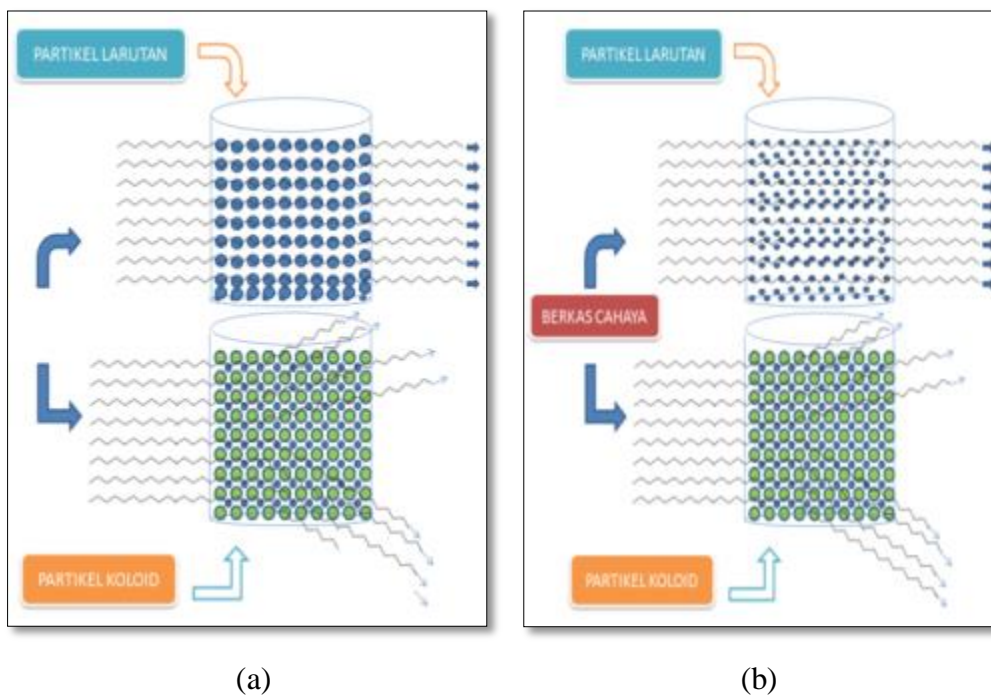 PARTIKEL LARUTAN
PARTIKEL KOLOID
(a)
PARTIKEL LARUTAN
BERKAS CAHAYA
PARTIKEL KOLOID
(b)